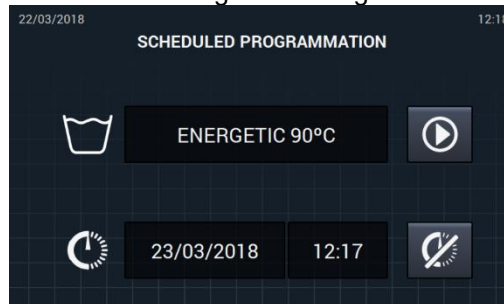 22/03/2018 12:18
SCHEDULED PROGRAMMATION
ENERGETIC 90ºC
23/03/2018 12:17